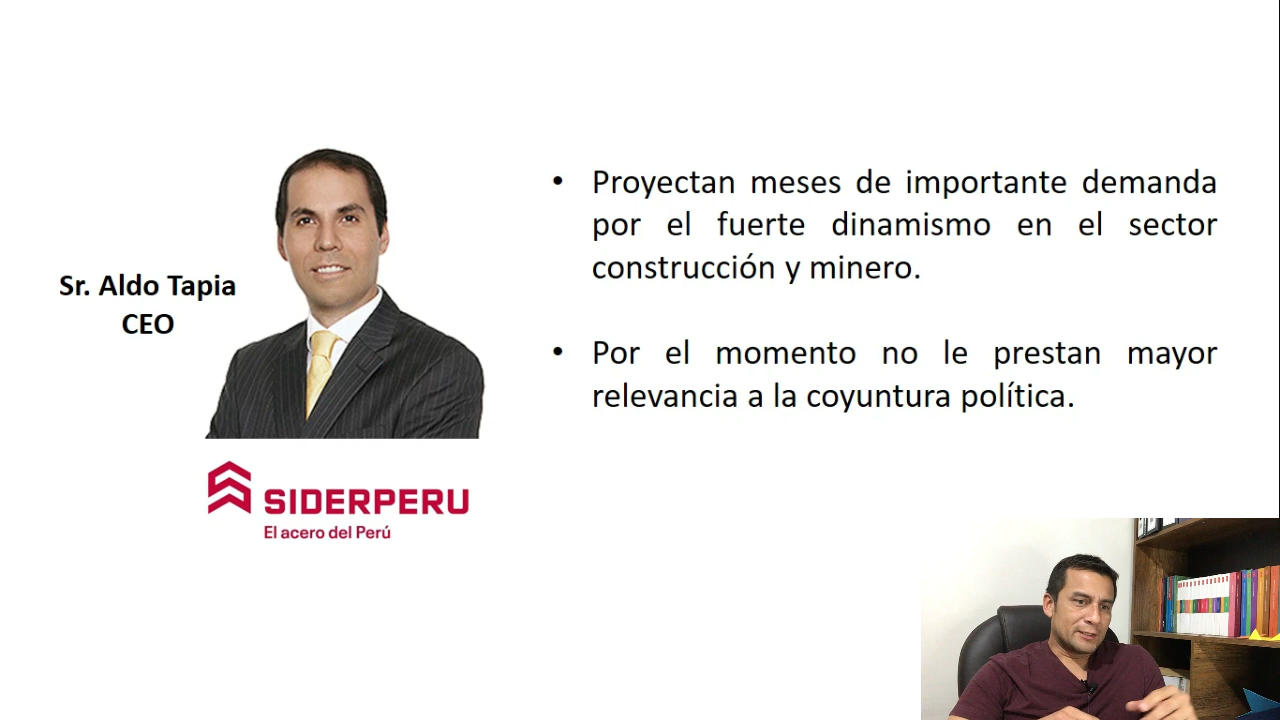 Sr. Aldo Tapia
CEO
SIDERPERU
El acero del Perú
• Proyectan meses de importante demanda
por el fuerte dinamismo en el sector
construcción y minero.
• Por el momento no le prestan mayor
relevancia a la coyuntura política.